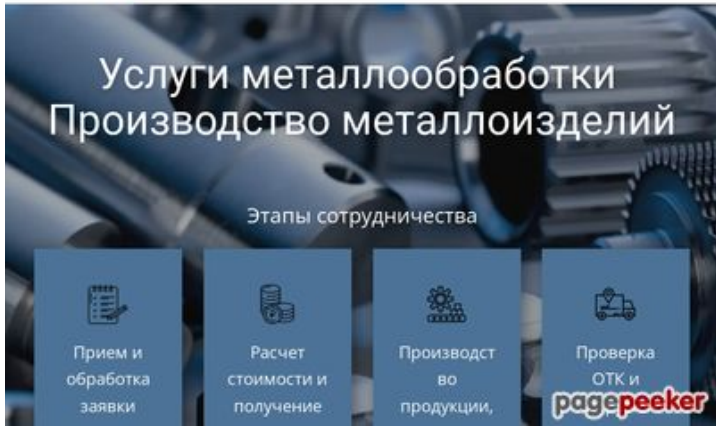 Услуги металлообработки
Производство металлоизделий
Этапы сотрудничества
Прием и
обработка
заявки
Расчет
стоимости и
получение
Производст
во
продукции,
Проверка
ОТК и
pagepeeker